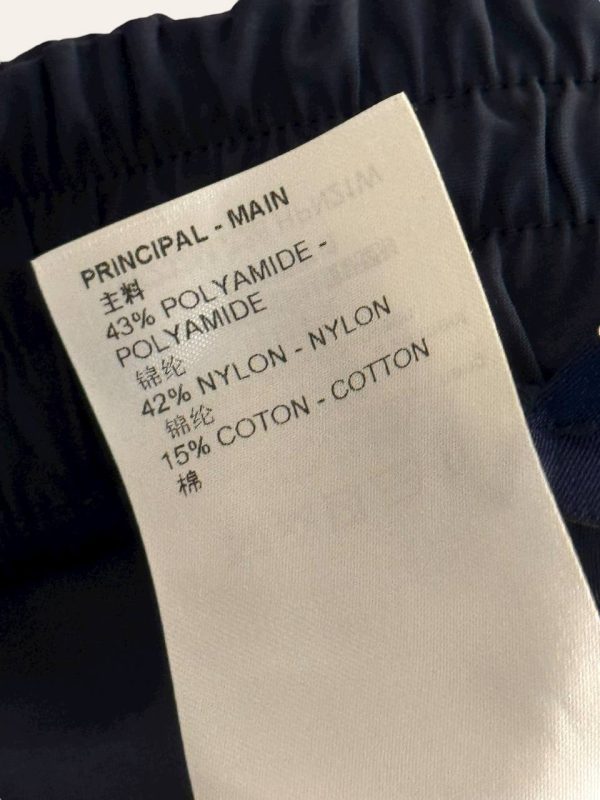 PRINCIPAL - MAIN
主料
43% POLYAMIDE -
POLYAMIDE
锦纶
42% NYLON - NYLON
锦纶
15% COTON - COTTON
棉